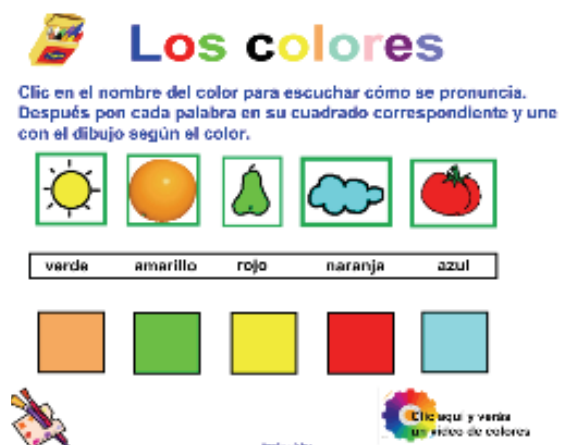 Los colores
Clic en el nombre del color para escuchar cómo se pronuncia.
Después pon cada palabra en su cuadrado correspondiente y une
con el dibujo según el color.
verde amarillo rojo naranja azul
Clic aquí y verás
un video de colores